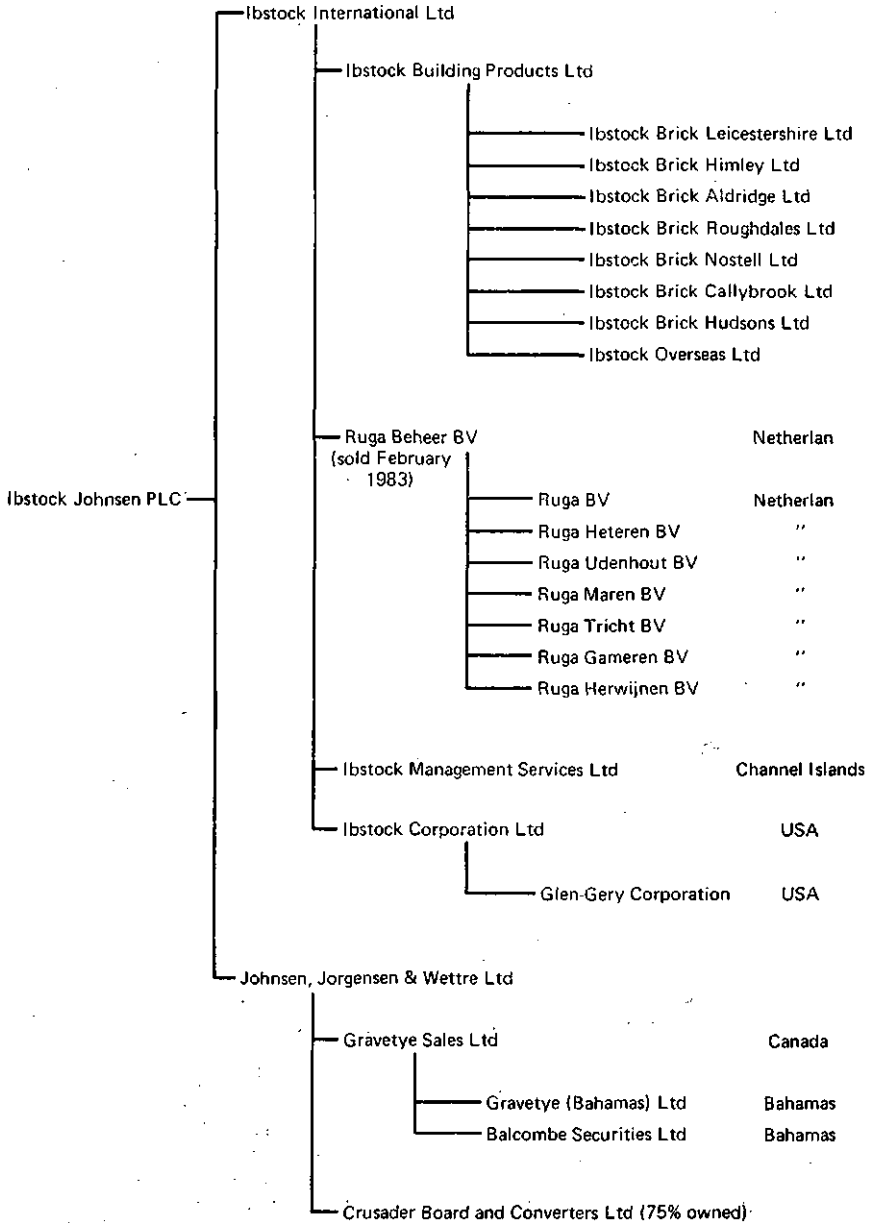 Ibstock International Ltd
Ibstock Building Products Ltd
Ibstock Brick Leicestershire Ltd
Ibstock Brick Himley Ltd
Ibstock Brick Aldridge Ltd
Ibstock Brick Roughdales Ltd
Ibstock Brick Nostell Ltd
Ibstock Brick Callybrook Ltd
Ibstock Brick Hudsons Ltd
Ibstock Overseas Ltd
Ruga Beheer BV Netherlan
(sold February
1983)
Ibstock Johnsen PLC
Ruga BV Netherlan
Ruga Heteren BV "
Ruga Udenhout BV "
Ruga Maren BV "
Ruga Tricht BV "
Ruga Gameren BV "
Ruga Herwijnen BV "
Ibstock Management Services Ltd Channel Islands
Ibstock Corporation Ltd USA
Glen-Gery Corporation USA
Johnsen, Jorgensen & Wettre Ltd
Gravetye Sales Ltd Canada
Gravetye (Bahamas) Ltd Bahamas
Balcombe Securities Ltd Bahamas
Crusader Board and Converters Ltd (75% owned)